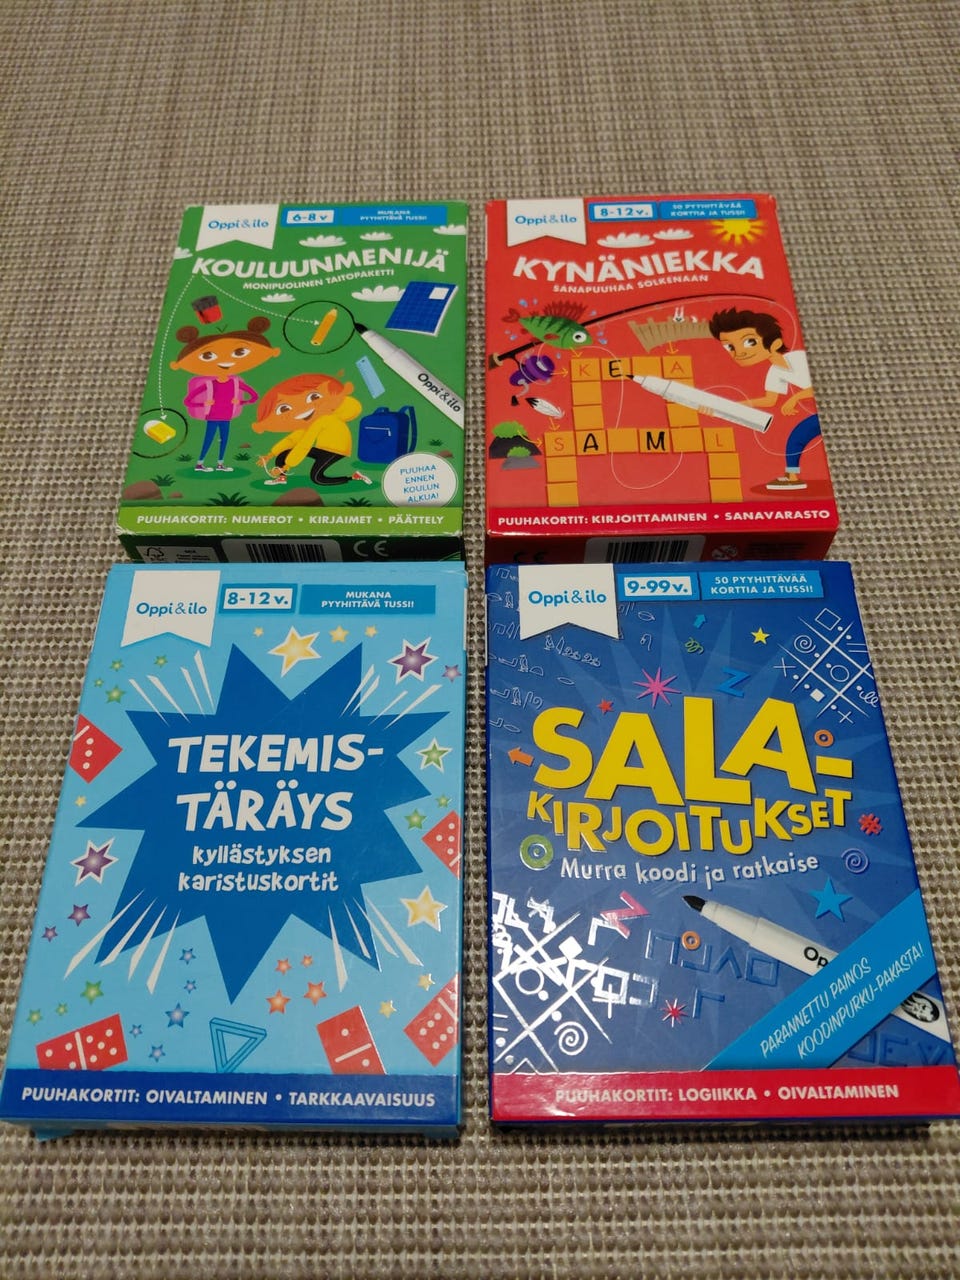 Oppi&ilo
6-8 v
MUKANA
PYYHITTÄVÄ TUSSI!
KOULUUNMENIJÄ
MONIPUOLINEN TAITOPAKETTI
Oppi&ilo
PUUHAA
ENNEN
KOULUN
ALKUA!
PUUHAKORTIT: NUMEROT • KIRJAIMET • PÄÄTTELY
CE
Oppi&ilo
8-12 v.
50 PYYHITTÄVÄÄ
KORTTIA JA TUSSI!
KYNÄNIEKKA
SANAPUUHAA SOLKENAAN
K E A
S A M L
PUUHAKORTIT: KIRJOITTAMINEN • SANAVARASTO
CE
Oppi&ilo
8-12 v.
MUKANA
PYYHITTÄVÄ TUSSI!
TEKEMIS-
TÄRÄYS
kyllästyksen
karistuskortit
PUUHAKORTIT: OIVALTAMINEN • TARKKAAVAISUUS
Oppi&ilo
9-99 v.
50 PYYHITTÄVÄÄ
KORTTIA JA TUSSI!
SALA-
KIRJOITUKSET
Murra koodi ja ratkaise
Op
PARANNETTU PAINOS
KOODINPURKU-PAKASTA!
PUUHAKORTIT: LOGIIKKA • OIVALTAMINEN